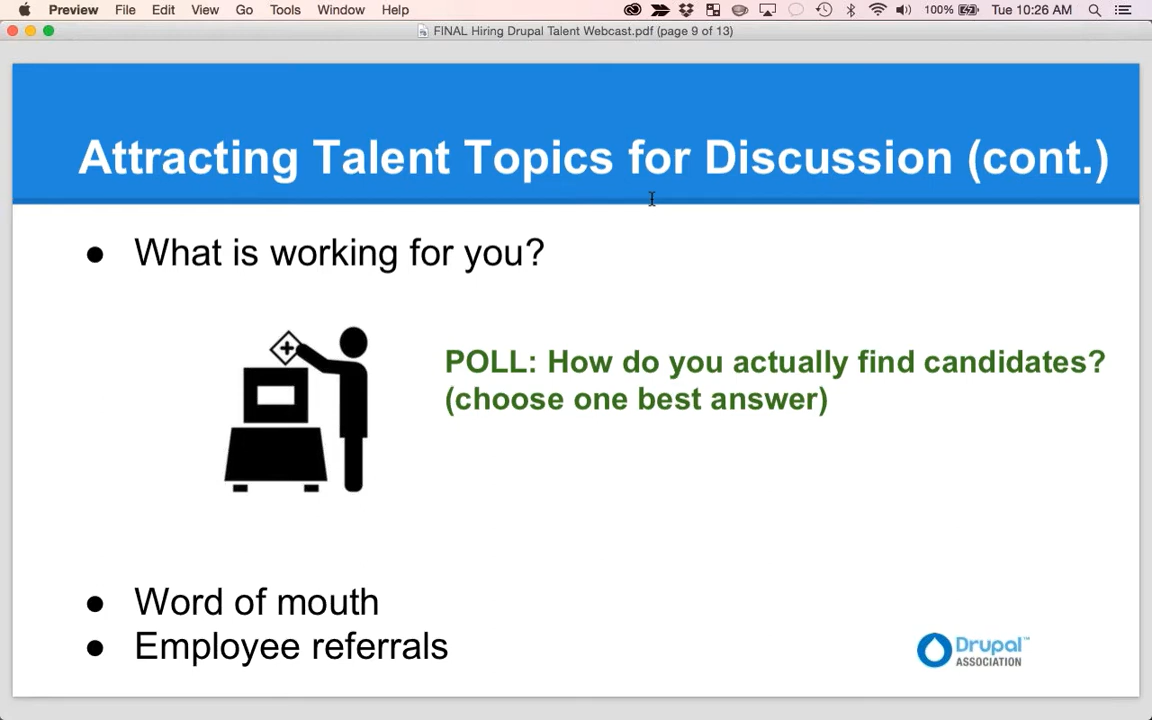 Preview File Edit View Go Tools Window Help 100% Tue 10:26 AM
FINAL Hiring Drupal Talent Webcast.pdf (page 9 of 13)
Attracting Talent Topics for Discussion (cont.)
● What is working for you?
POLL: How do you actually find candidates?
(choose one best answer)
● Word of mouth
● Employee referrals
Drupal™
ASSOCIATION